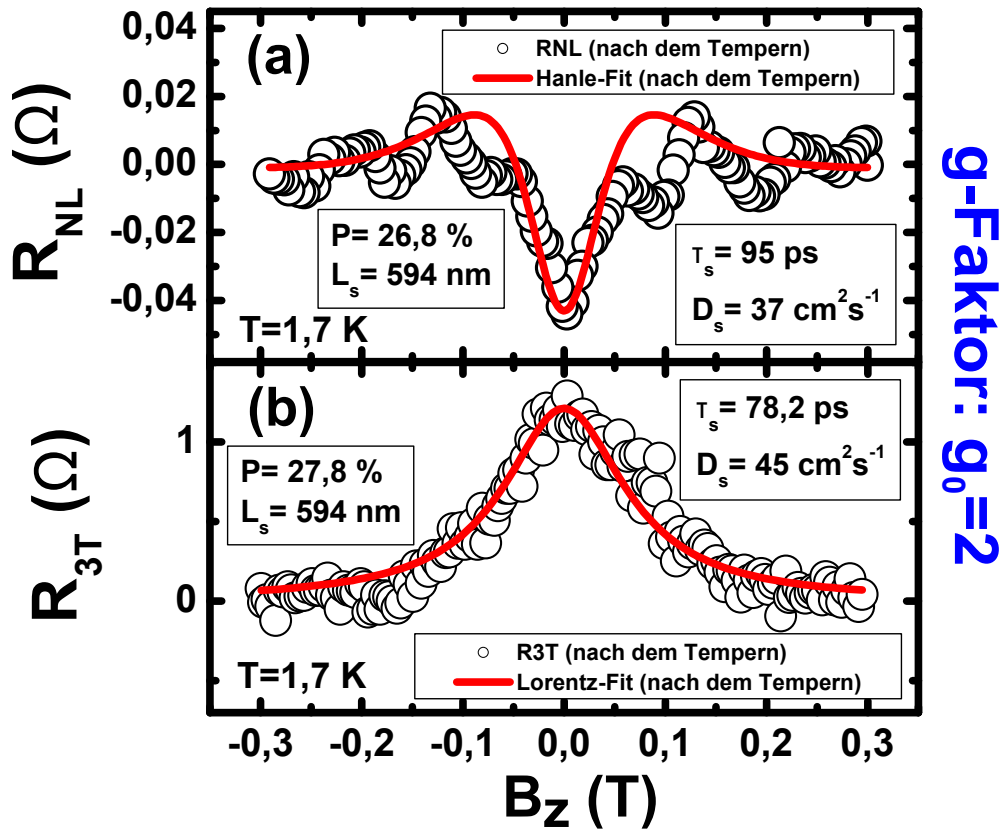 0,04
0,02
0,00
-0,02
-0,04
R_NL (Ω)
(a)
RNL (nach dem Tempern)
Hanle-Fit (nach dem Tempern)
P= 26,8 %
L_s= 594 nm
τ_s = 95 ps
D_s = 37 cm²s⁻¹
T=1,7 K
(b)
1
0
R_3T (Ω)
τ_s = 78,2 ps
D_s = 45 cm²s⁻¹
P= 27,8 %
L_s= 594 nm
R3T (nach dem Tempern)
Lorentz-Fit (nach dem Tempern)
T=1,7 K
-0,3 -0,2 -0,1 0,0 0,1 0,2 0,3
B_z (T)
g-Faktor: g₀=2